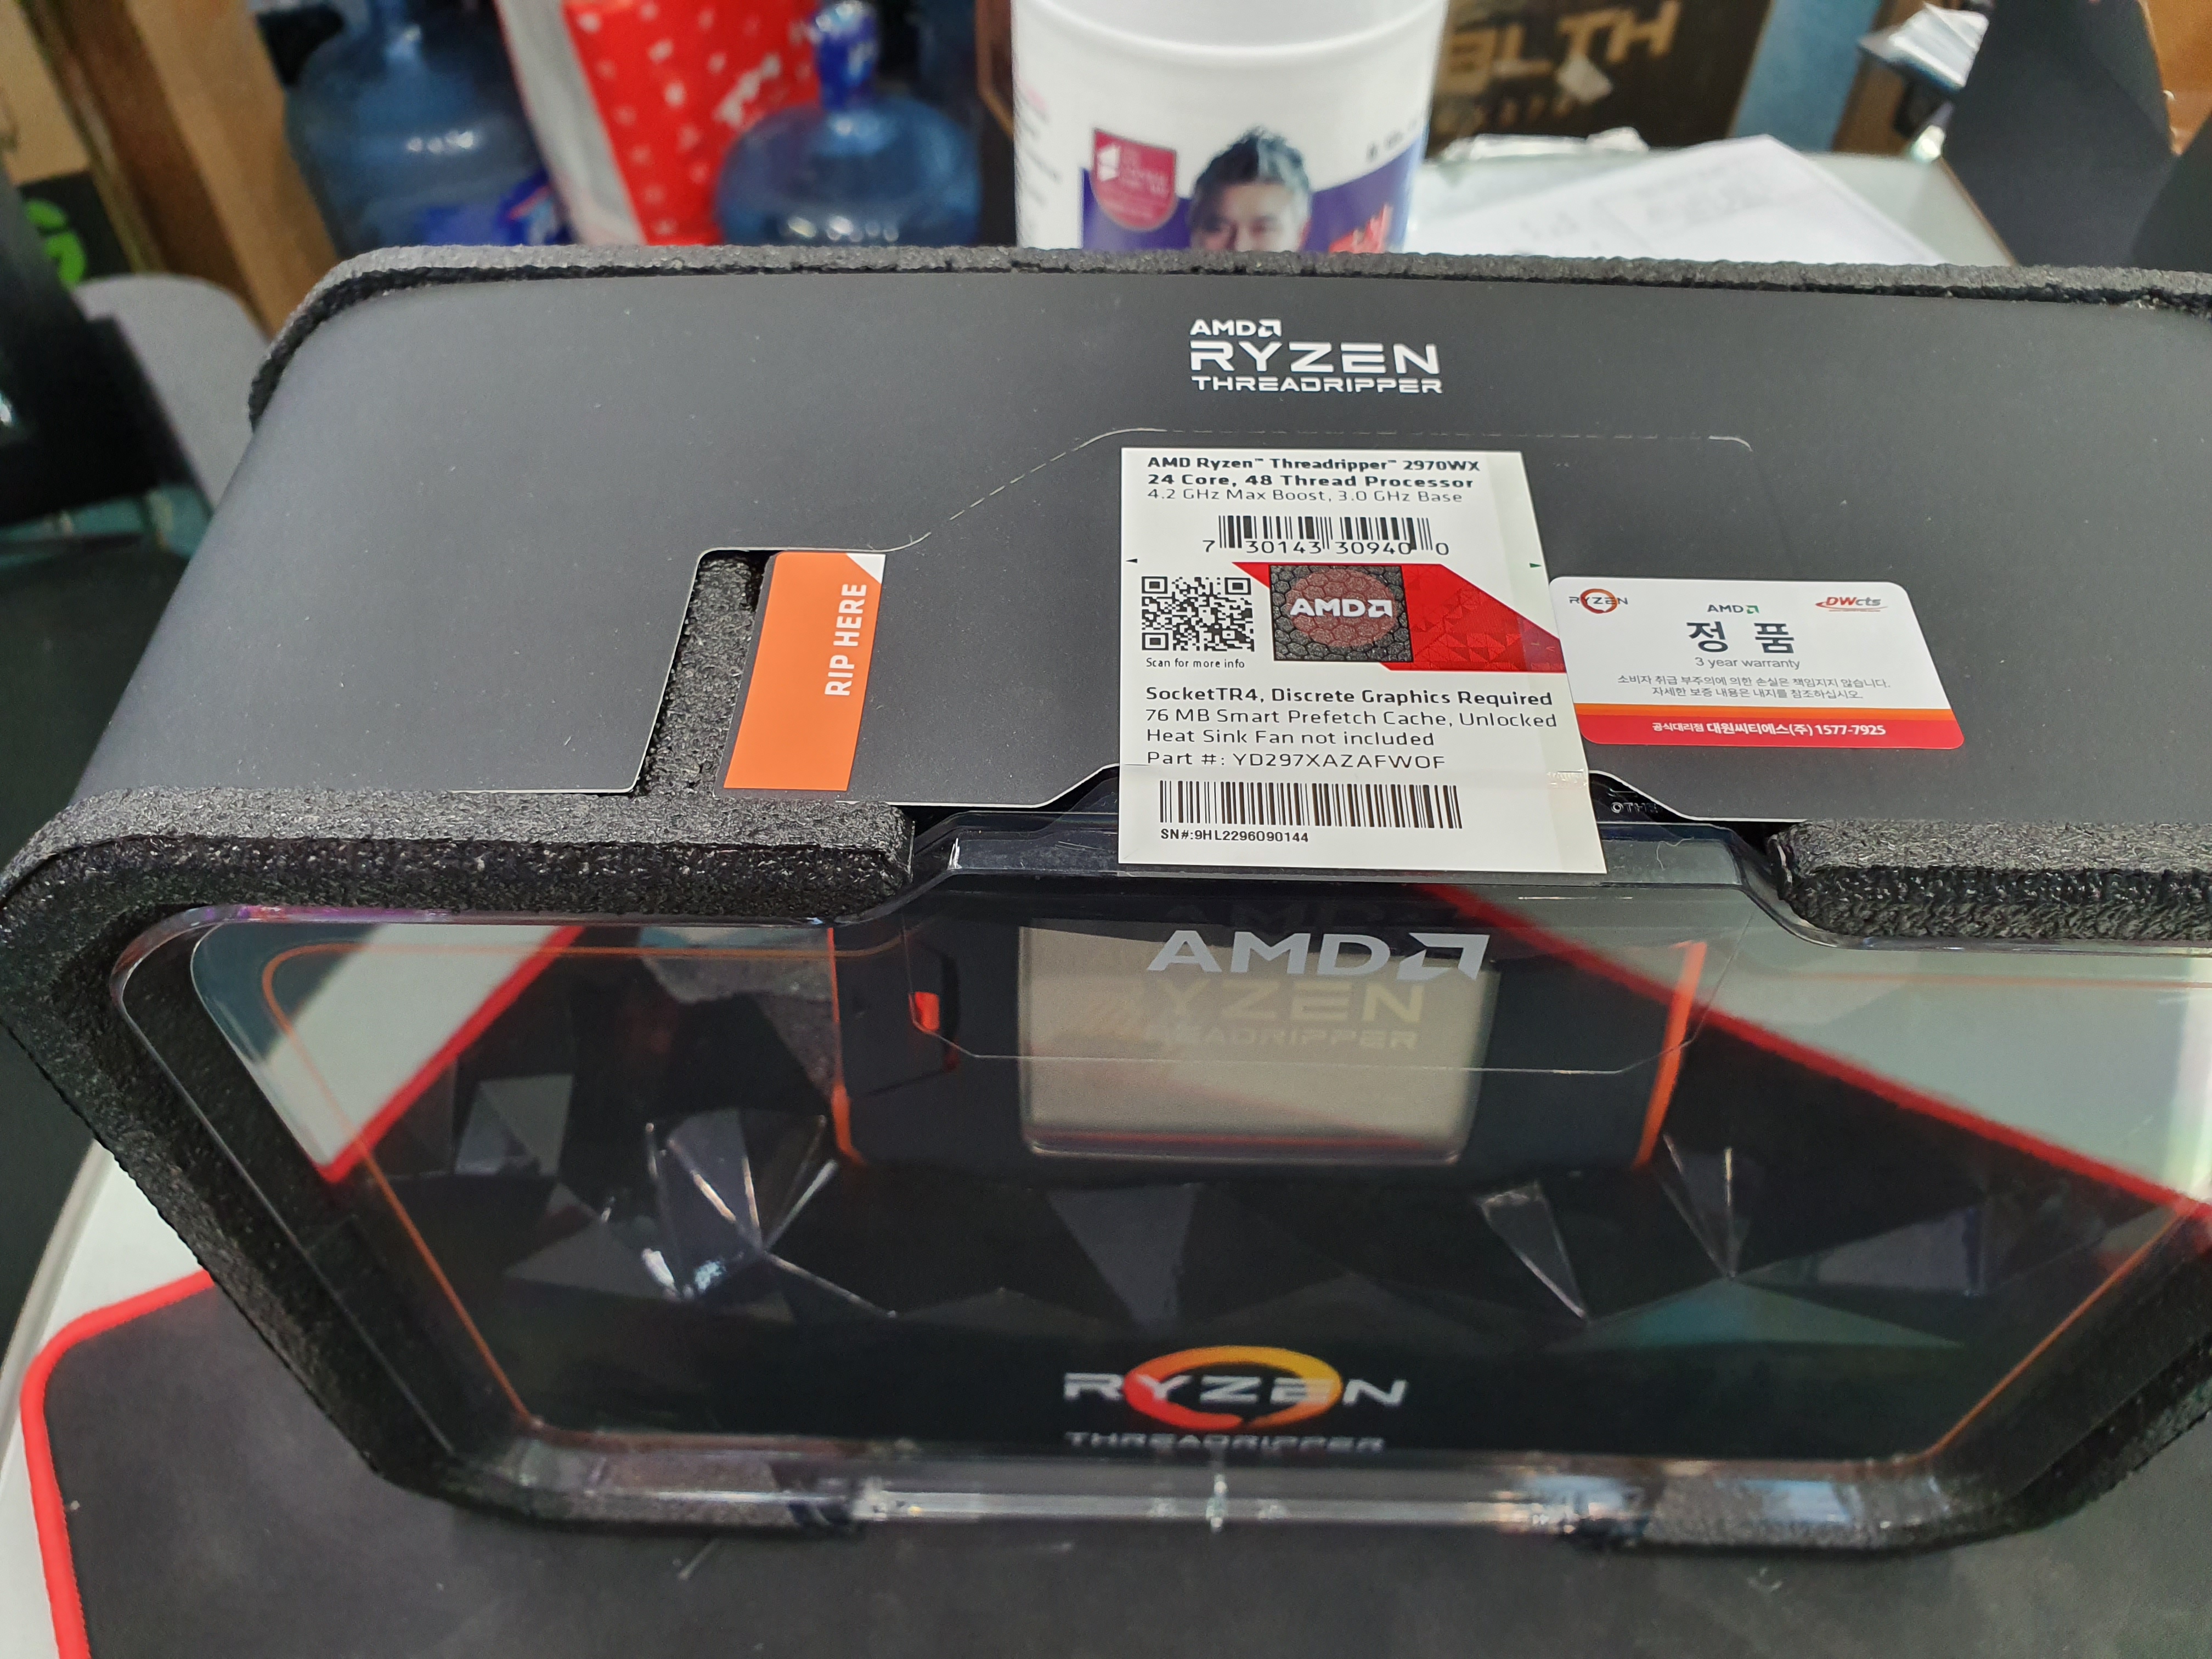 AMD
RYZEN
THREADRIPPER
AMD Ryzen™ Threadripper™ 2970WX
24 Core, 48 Thread Processor
4.2 GHz Max Boost, 3.0 GHz Base
7 30143 30940 0
AMD
Scan for more info
SocketTR4, Discrete Graphics Required
76 MB Smart Prefetch Cache, Unlocked
Heat Sink Fan not included
Part #: YD297XAZAFWOF
SN#:9HL2296090144
RIP HERE
RYZEN
AMD
DWcts
정 품
3 year warranty
소비자 취급 부주의에 의한 손실은 책임지지 않습니다.
자세한 보증 내용은 내지를 참조하십시오.
공식대리점 대원씨티에스(주) 1577-7925
AMD
RYZEN
THREADRIPPER